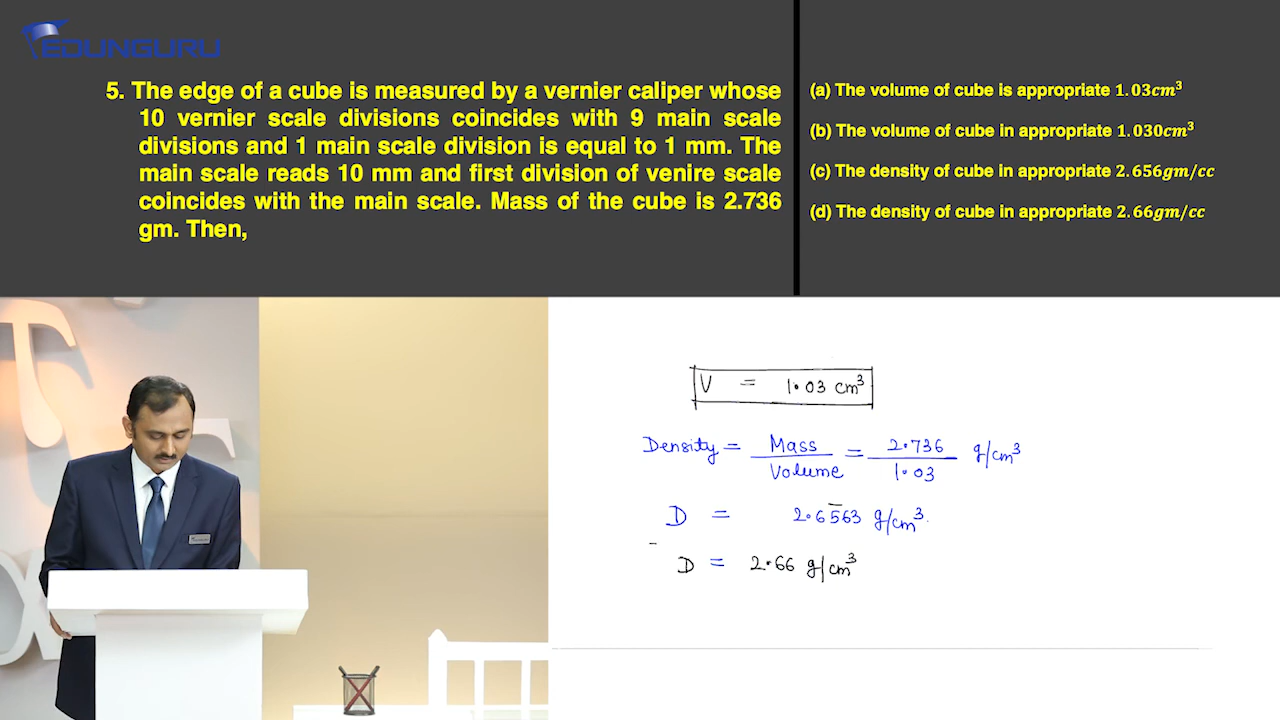 EDUNGURU
5. The edge of a cube is measured by a vernier caliper whose
10 vernier scale divisions coincides with 9 main scale
divisions and 1 main scale division is equal to 1 mm. The
main scale reads 10 mm and first division of venire scale
coincides with the main scale. Mass of the cube is 2.736
gm. Then,
(a) The volume of cube is appropriate 1.03cm³
(b) The volume of cube in appropriate 1.030cm³
(c) The density of cube in appropriate 2.656gm/cc
(d) The density of cube in appropriate 2.66gm/cc
V = 1.03 cm³
Density = Mass / Volume = 2.736 / 1.03 g/cm³
D = 2.6563 g/cm³
D = 2.66 g/cm³